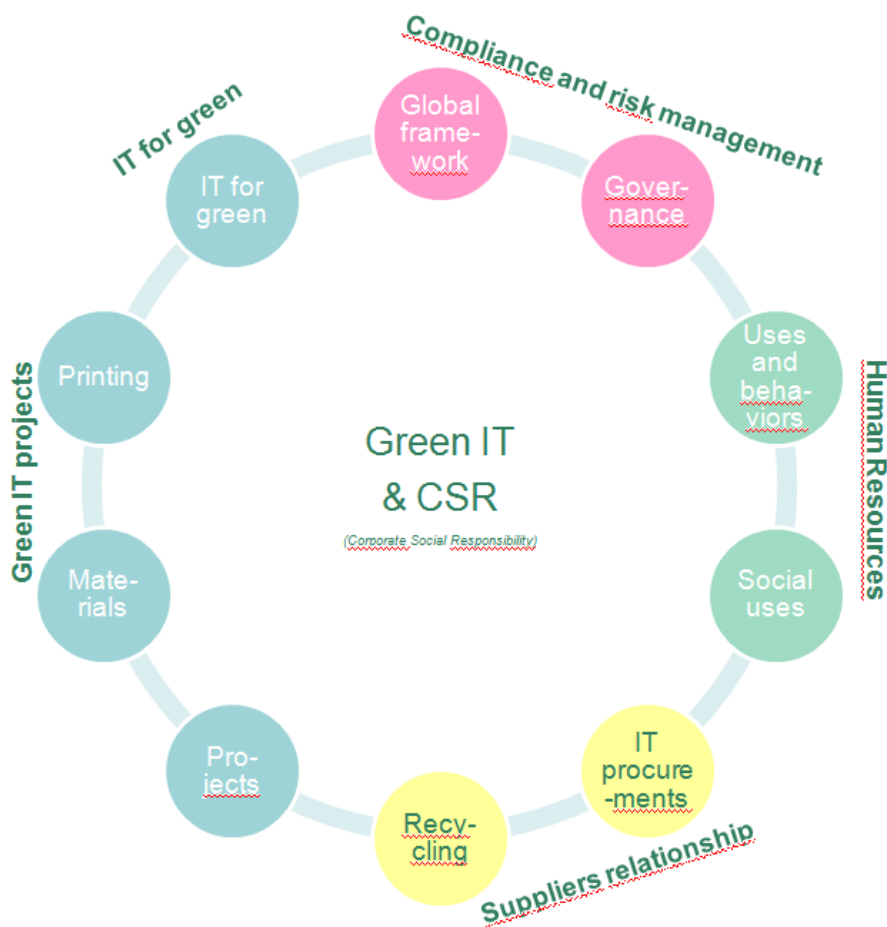 Compliance and risk management
IT for green
Global
frame-
work
IT for
green
Gover-
nance
Uses
and
beha-
viors
Printing
Green IT projects
Human Resources
Green IT
& CSR
(Corporate Social Responsibility)
Mate-
rials
Social
uses
Pro-
jects
IT
procure
-ments
Recy-
cling
Suppliers relationship